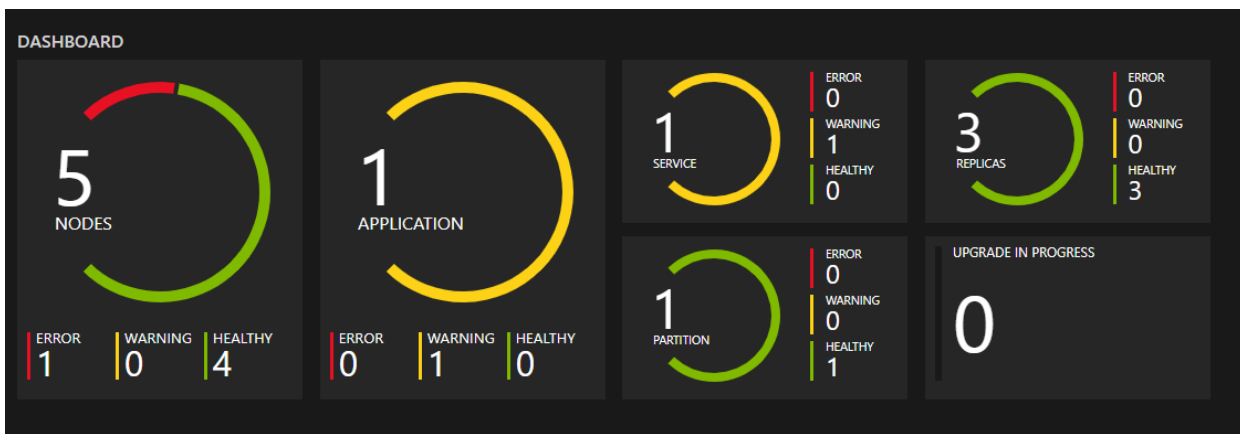 DASHBOARD
5
NODES
ERROR
1
WARNING
0
HEALTHY
4
1
APPLICATION
ERROR
0
WARNING
1
HEALTHY
0
1
SERVICE
ERROR
0
WARNING
1
HEALTHY
0
3
REPLICAS
ERROR
0
WARNING
0
HEALTHY
3
1
PARTITION
ERROR
0
WARNING
0
HEALTHY
1
UPGRADE IN PROGRESS
0